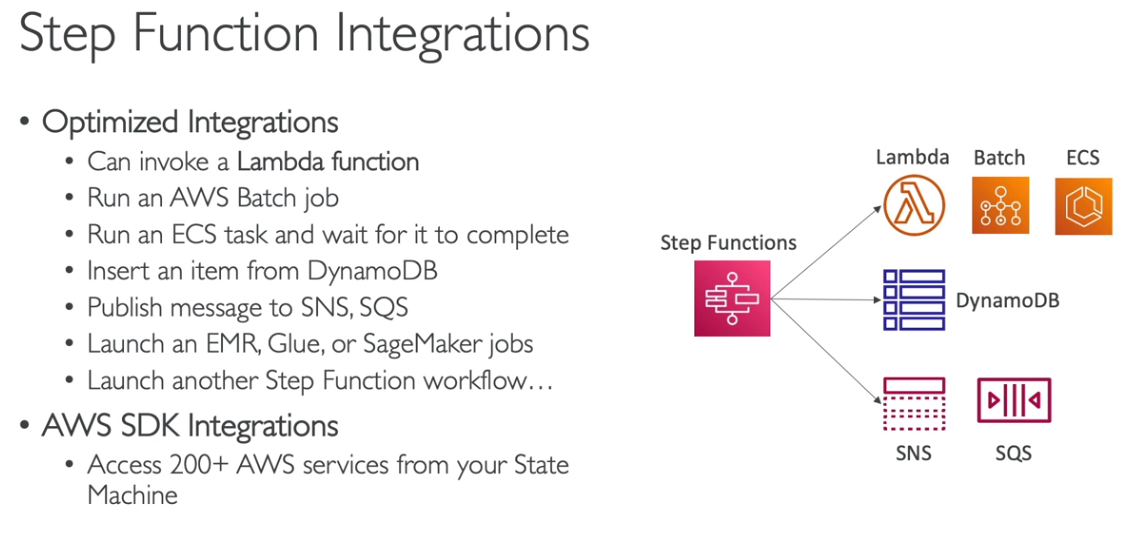 Step Function Integrations
• Optimized Integrations
• Can invoke a Lambda function
• Run an AWS Batch job
• Run an ECS task and wait for it to complete
• Insert an item from DynamoDB
• Publish message to SNS, SQS
• Launch an EMR, Glue, or SageMaker jobs
• Launch another Step Function workflow…
• AWS SDK Integrations
• Access 200+ AWS services from your State
Machine
Lambda Batch ECS
Step Functions
DynamoDB
SNS SQS